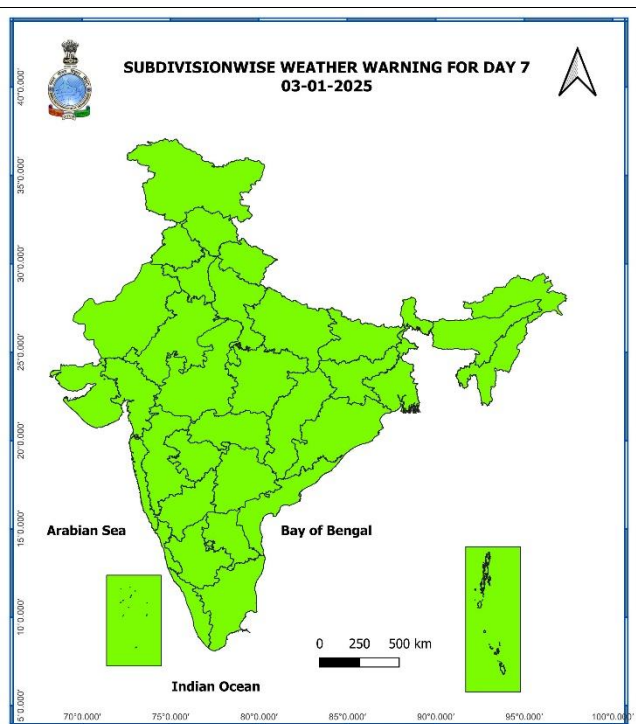 SUBDIVISIONWISE WEATHER WARNING FOR DAY 7
03-01-2025
40°0.000'
35°0.000'
30°0.000'
25°0.000'
20°0.000'
15°0.000'
10°0.000'
5°0.000'
Arabian Sea
Bay of Bengal
0 250 500 km
Indian Ocean
70°0.000' 75°0.000' 80°0.000' 85°0.000' 90°0.000' 95°0.000' 100°0.000'